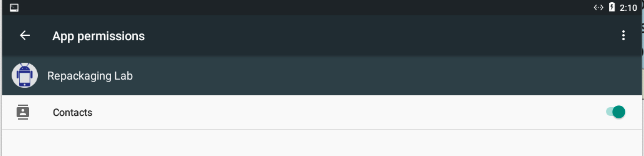 2:10
App permissions
Repackaging Lab
Contacts